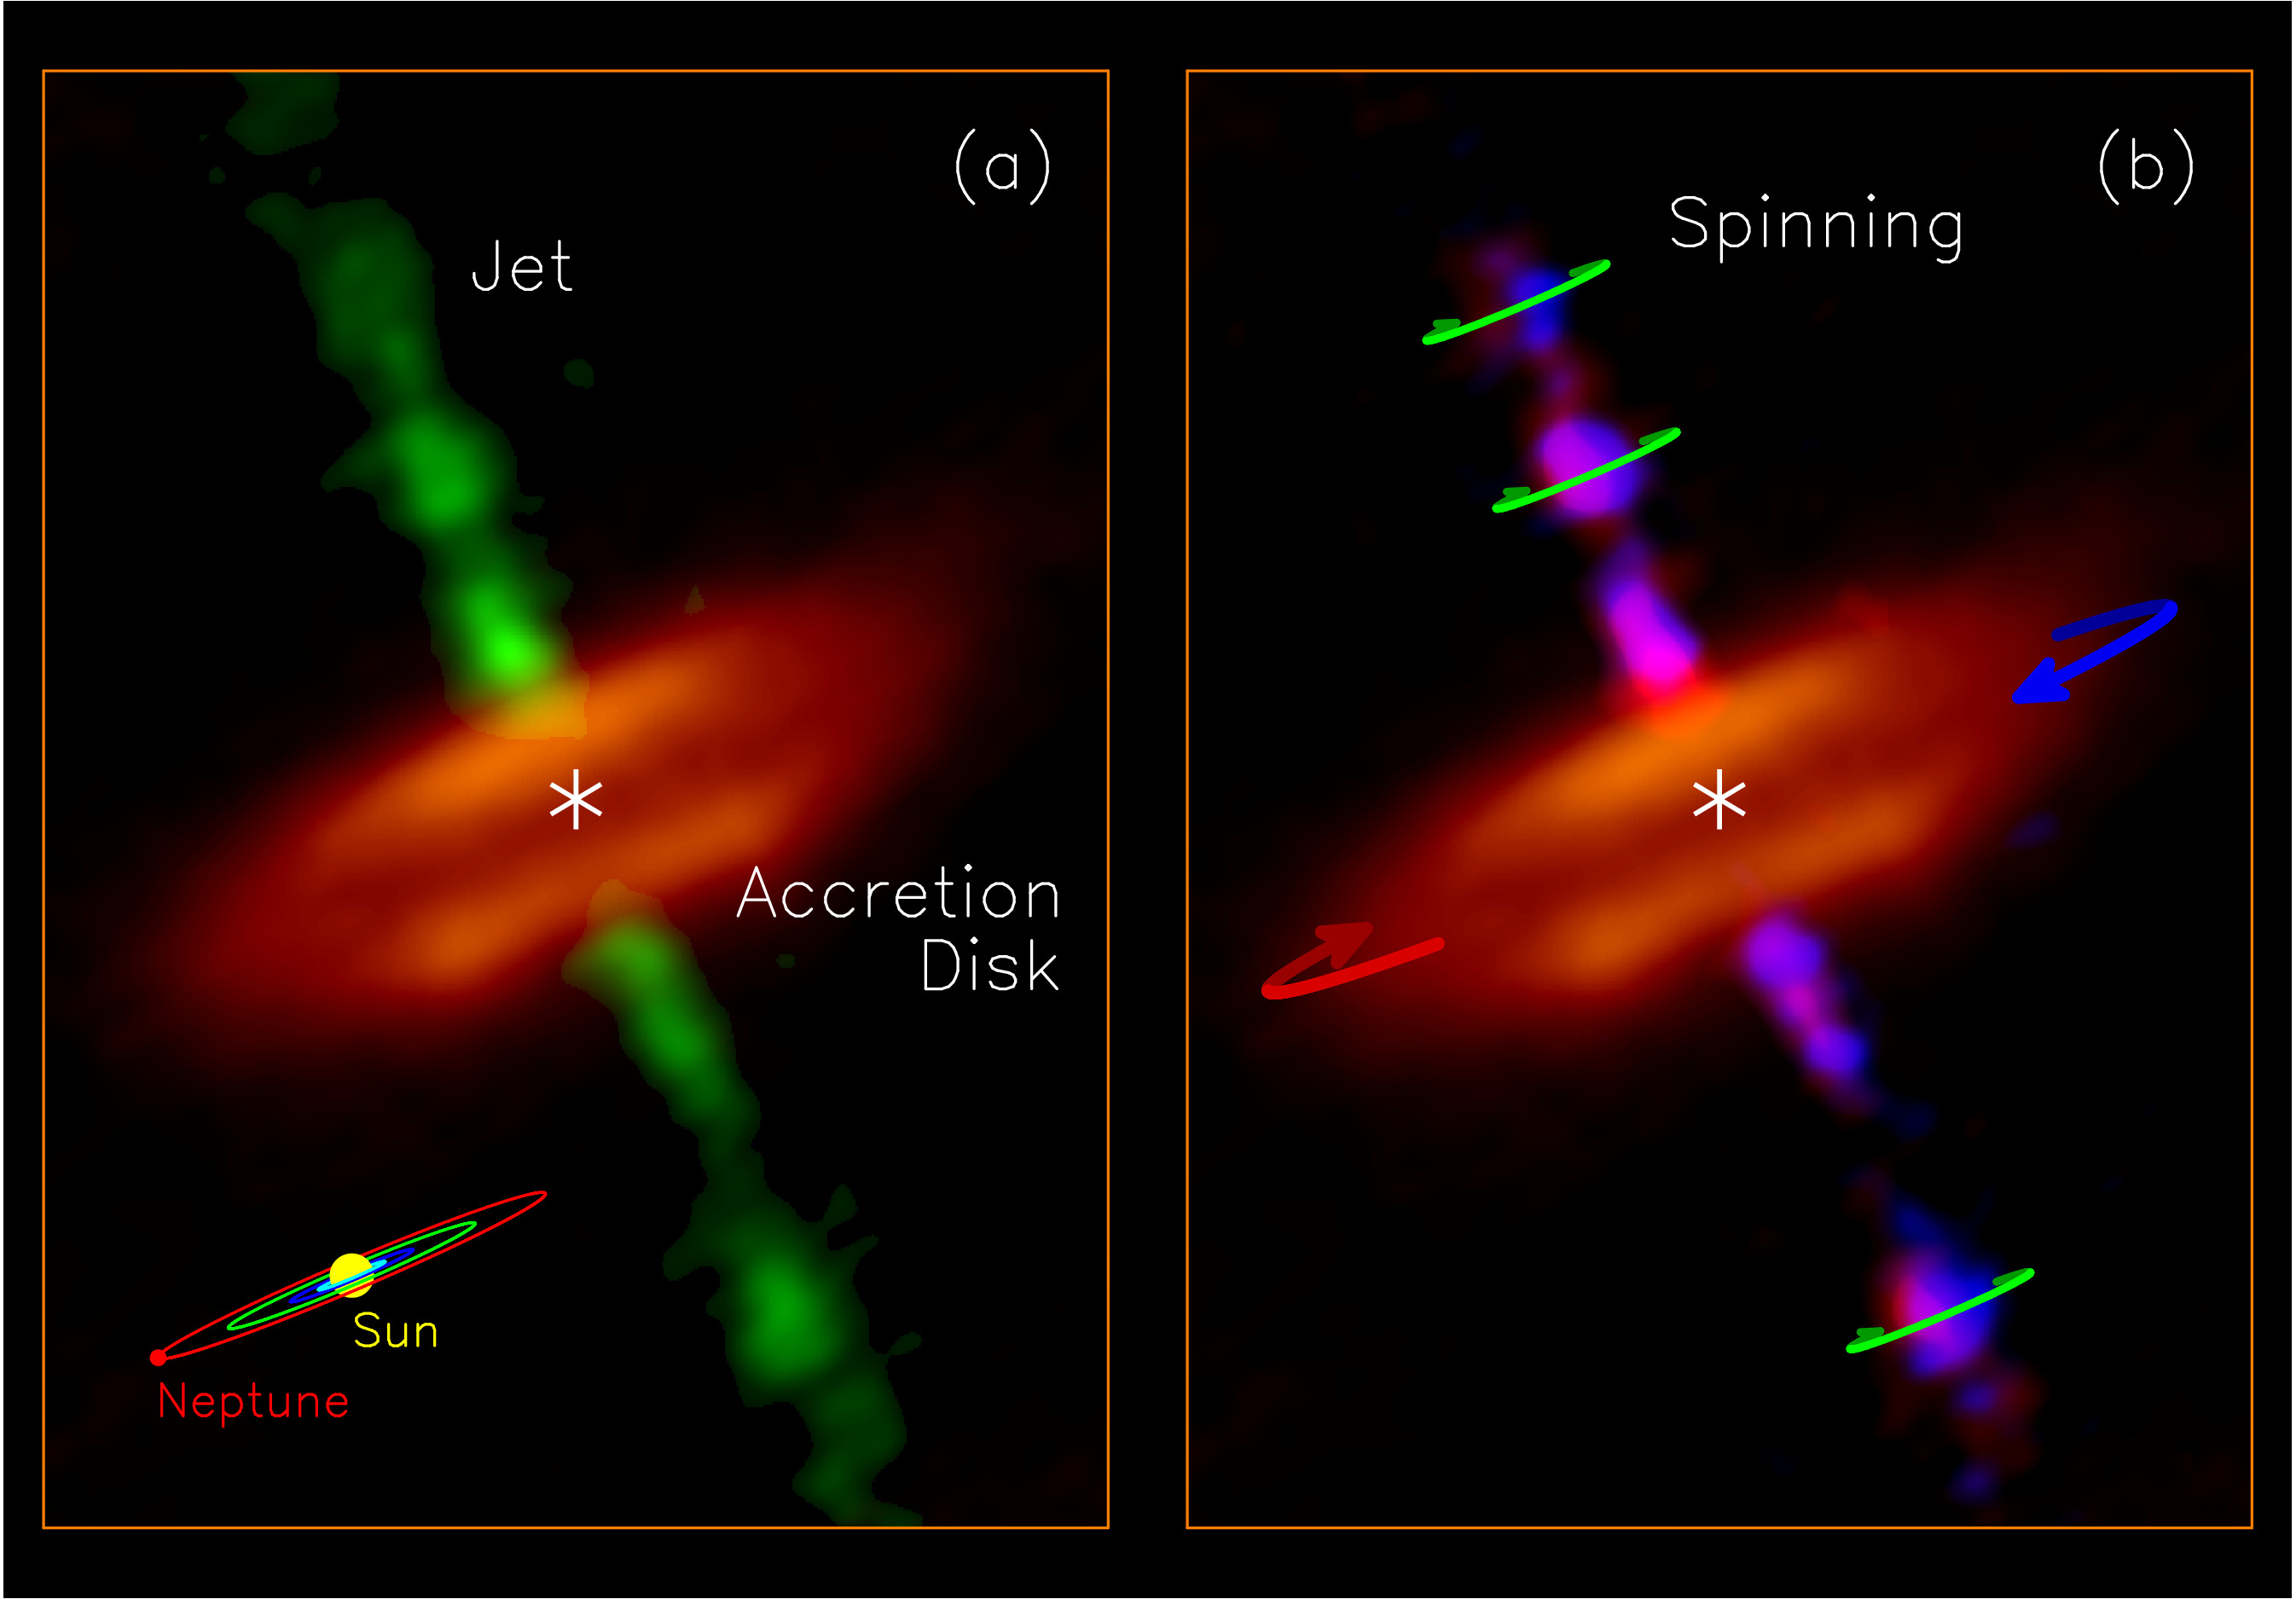 (a)
Jet
Accretion
Disk
Sun
Neptune
(b)
Spinning